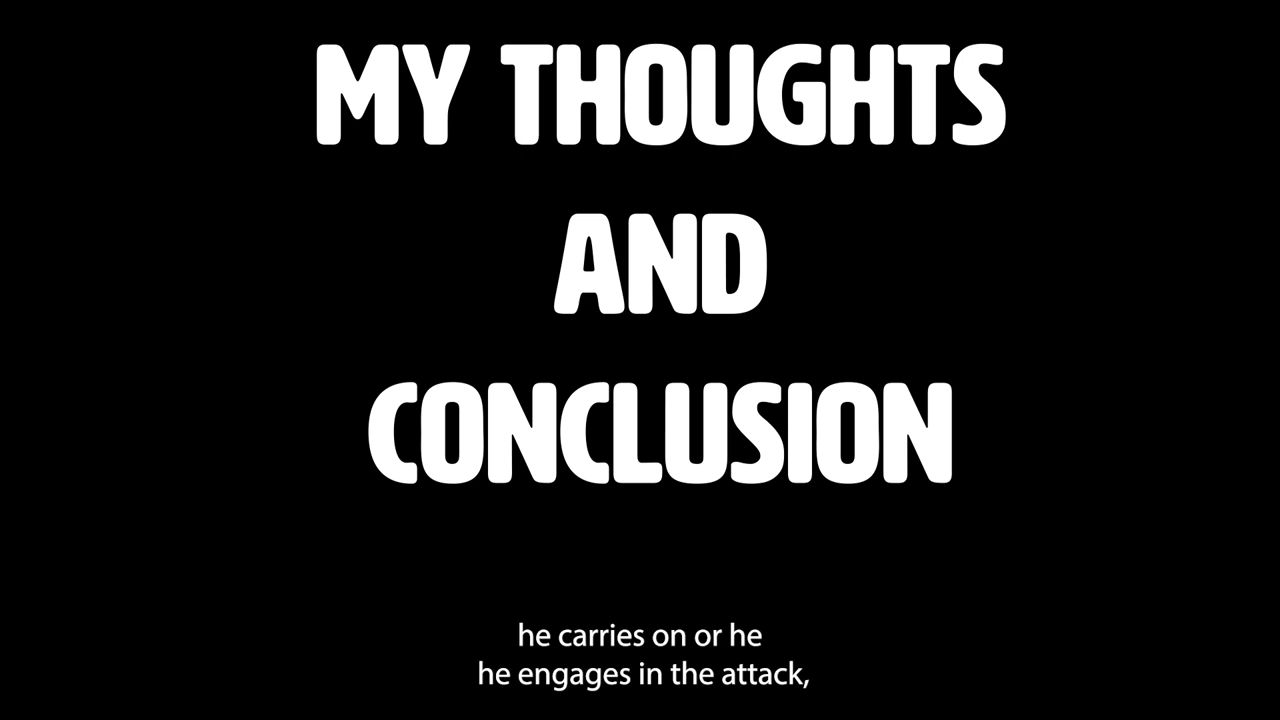 MY THOUGHTS
AND
CONCLUSION
he carries on or he
he engages in the attack,